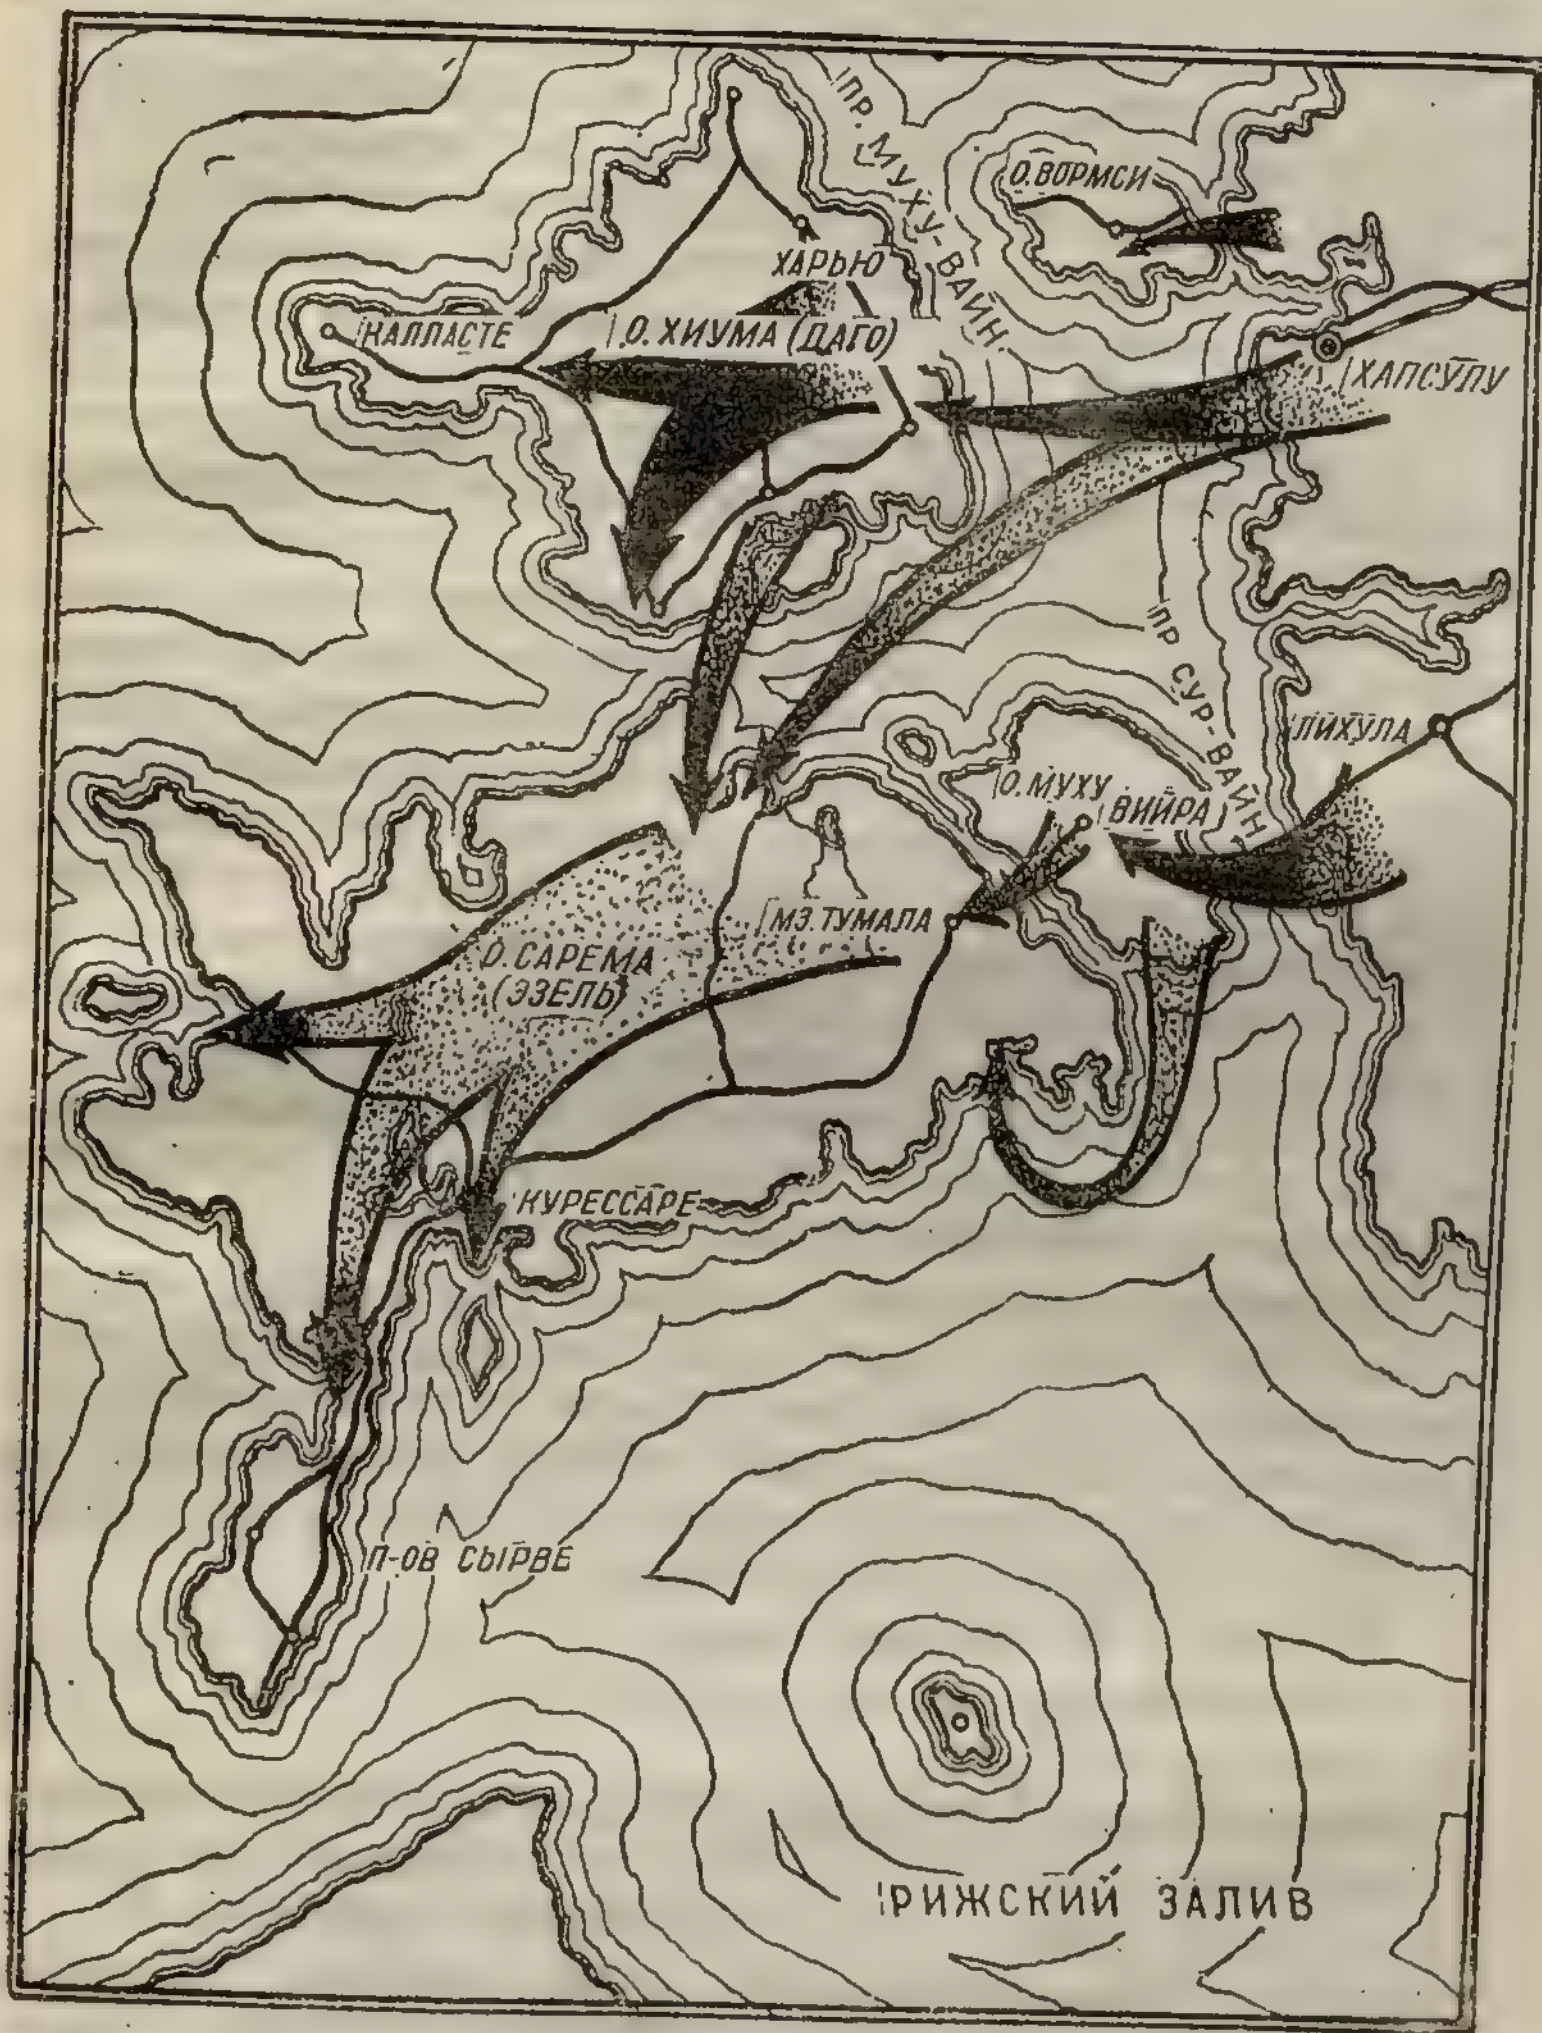 ПР. МУХУ-ВАЙН.
О. ВОРМСИ
ХАРЬЮ
КАЛЛАСТЕ
О. ХИУМА (ДАГО)
ХАПСУЛУ
ПР. СУР-ВАЙН.
ЛИХУЛА
О. МУХУ
ВИЙРА
МЗ. ТУМАЛА
О. САРЕМА
(ЭЗЕЛЬ)
КУРЕССАРЕ
П-ОВ СЫРВЕ
РИЖСКИЙ ЗАЛИВ